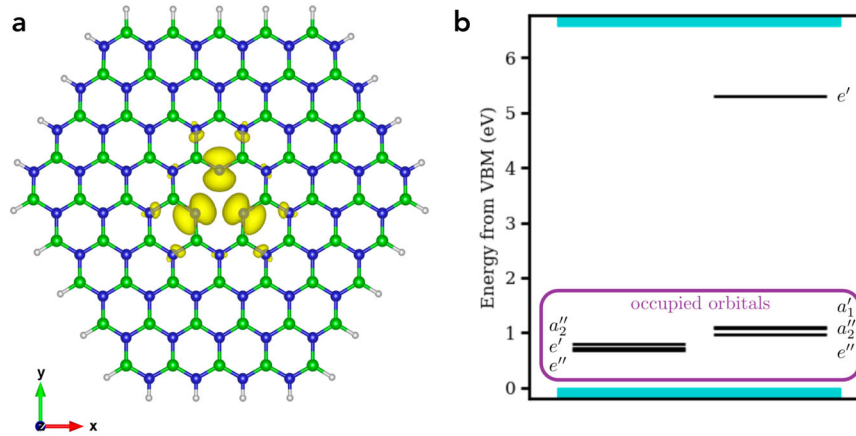 a
y
z
x
b
Energy from VBM (eV)
6
5
4
3
2
1
0
e′
occupied orbitals
a″₂
e′
e″
a′₁
a″₂
e″